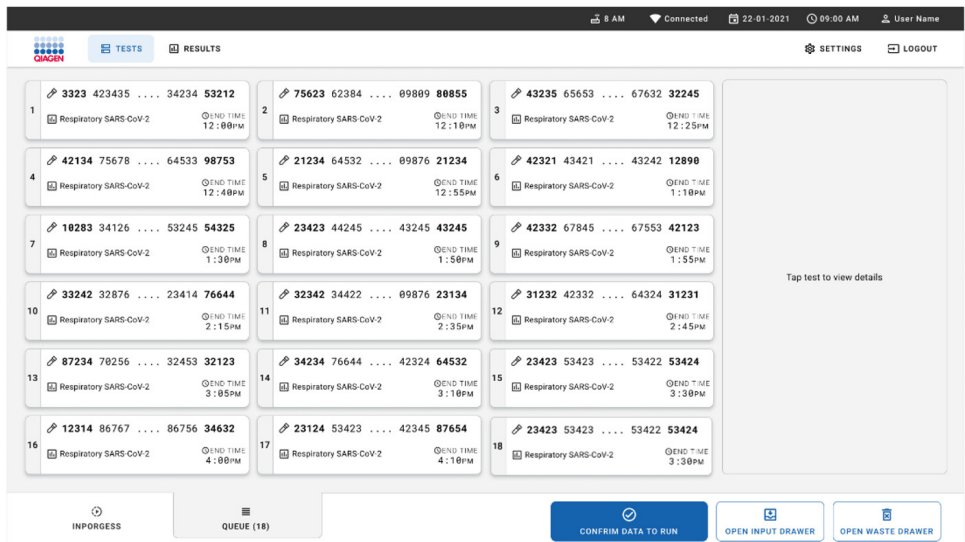 8 AM Connected 22-01-2021 09:00 AM User Name
QIAGEN TESTS RESULTS SETTINGS LOGOUT
1 3323 423435 .... 34234 53212
Respiratory SARS-CoV-2 END TIME 12:00PM
2 75623 62384 .... 09809 80855
Respiratory SARS-CoV-2 END TIME 12:10PM
3 43235 65653 .... 67632 32245
Respiratory SARS-CoV-2 END TIME 12:25PM
4 42134 75678 .... 64533 98753
Respiratory SARS-CoV-2 END TIME 12:40PM
5 21234 64532 .... 09876 21234
Respiratory SARS-CoV-2 END TIME 12:55PM
6 42321 43421 .... 43242 12890
Respiratory SARS-CoV-2 END TIME 1:10PM
7 10283 34126 .... 53245 54325
Respiratory SARS-CoV-2 END TIME 1:30PM
8 23423 44245 .... 43245 43245
Respiratory SARS-CoV-2 END TIME 1:50PM
9 42332 67845 .... 67553 42123
Respiratory SARS-CoV-2 END TIME 1:55PM
10 33242 32876 .... 23414 76644
Respiratory SARS-CoV-2 END TIME 2:15PM
11 32342 34422 .... 09876 23134
Respiratory SARS-CoV-2 END TIME 2:35PM
12 31232 42332 .... 64324 31231
Respiratory SARS-CoV-2 END TIME 2:45PM
13 87234 70256 .... 32453 32123
Respiratory SARS-CoV-2 END TIME 3:05PM
14 34234 76644 .... 42324 64532
Respiratory SARS-CoV-2 END TIME 3:10PM
15 23423 53423 .... 53422 53424
Respiratory SARS-CoV-2 END TIME 3:30PM
16 12314 86767 .... 86756 34632
Respiratory SARS-CoV-2 END TIME 4:00PM
17 23124 53423 .... 42345 87654
Respiratory SARS-CoV-2 END TIME 4:10PM
18 23423 53423 .... 53422 53424
Respiratory SARS-CoV-2 END TIME 3:30PM
Tap test to view details
INPORGESS QUEUE (18) CONFRIM DATA TO RUN OPEN INPUT DRAWER OPEN WASTE DRAWER